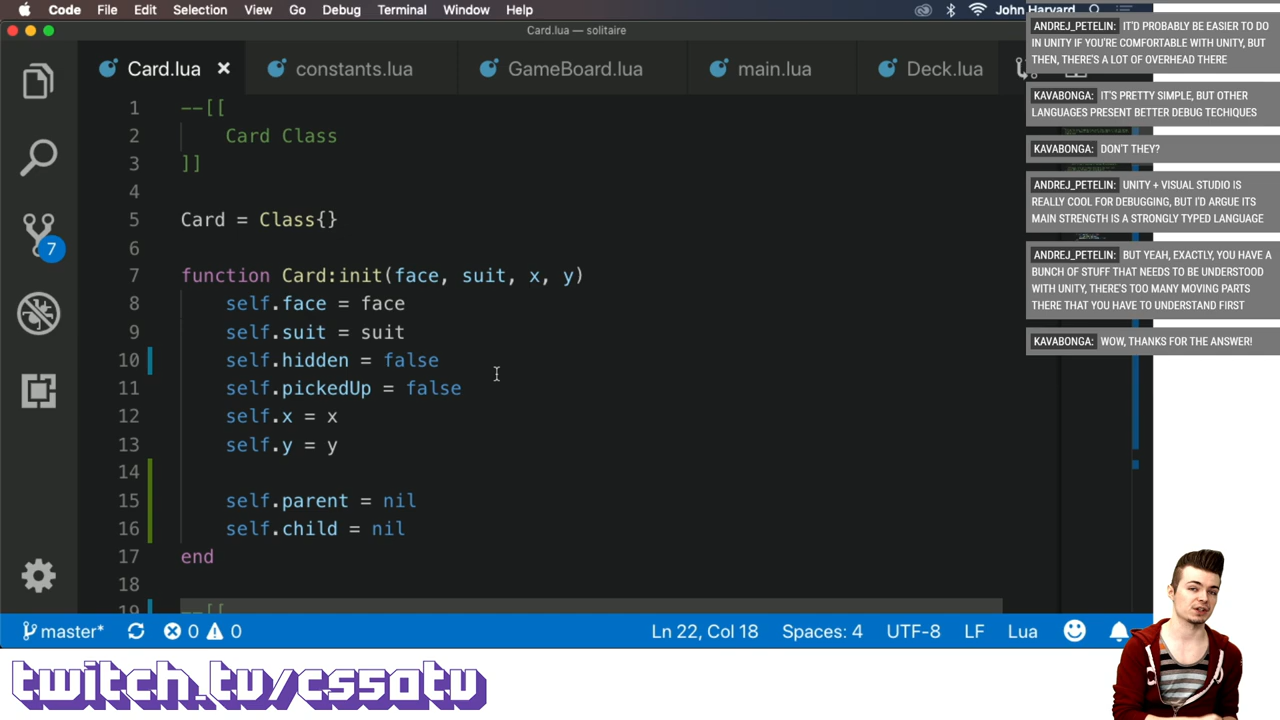 Code File Edit Selection View Go Debug Terminal Window Help
John Harvard
Card.lua — solitaire
Card.lua constants.lua GameBoard.lua main.lua Deck.lua
1 --[[
2 Card Class
3 ]]
4
5 Card = Class{}
6
7 function Card:init(face, suit, x, y)
8 self.face = face
9 self.suit = suit
10 self.hidden = false
11 self.pickedUp = false
12 self.x = x
13 self.y = y
14
15 self.parent = nil
16 self.child = nil
17 end
18
19 --[[
7
master* 0 0 Ln 22, Col 18 Spaces: 4 UTF-8 LF Lua
ANDREJ_PETELIN: IT'D PROBABLY BE EASIER TO DO
IN UNITY IF YOU'RE COMFORTABLE WITH UNITY, BUT
THEN, THERE'S A LOT OF OVERHEAD THERE
KAVABONGA: IT'S PRETTY SIMPLE, BUT OTHER
LANGUAGES PRESENT BETTER DEBUG TECHIQUES
KAVABONGA: DON'T THEY?
ANDREJ_PETELIN: UNITY + VISUAL STUDIO IS
REALLY COOL FOR DEBUGGING, BUT I'D ARGUE ITS
MAIN STRENGTH IS A STRONGLY TYPED LANGUAGE
ANDREJ_PETELIN: BUT YEAH, EXACTLY, YOU HAVE A
BUNCH OF STUFF THAT NEEDS TO BE UNDERSTOOD
WITH UNITY, THERE'S TOO MANY MOVING PARTS
THERE THAT YOU HAVE TO UNDERSTAND FIRST
KAVABONGA: WOW, THANKS FOR THE ANSWER!
twitch.tv/cs50tv